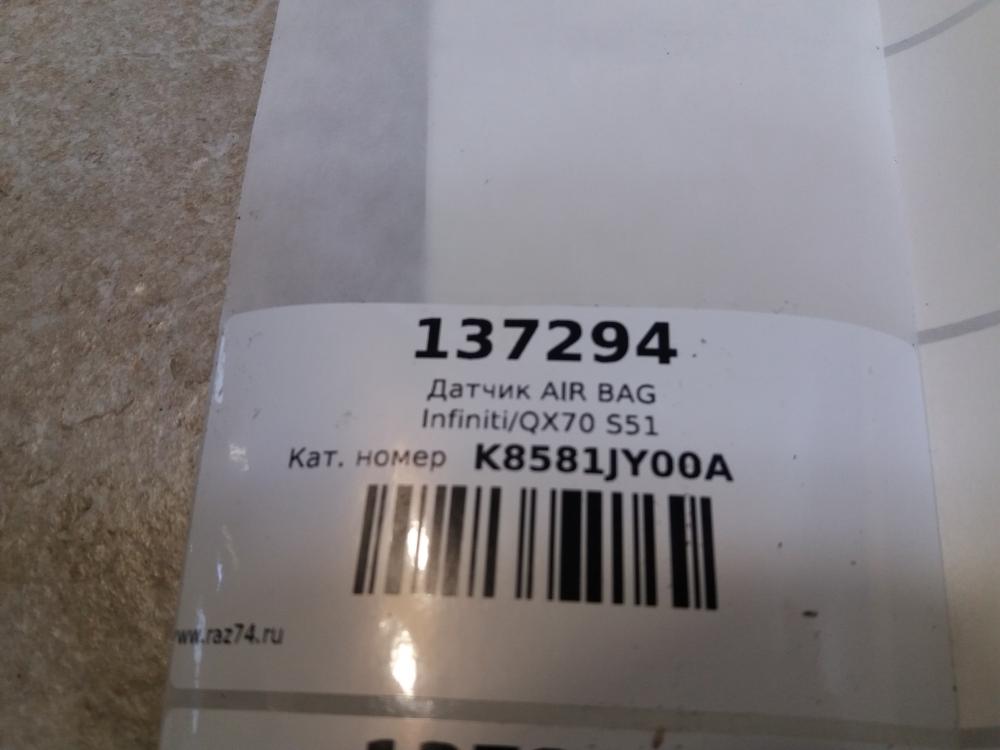 137294
Датчик AIR BAG
Infiniti/QX70 S51
Кат. номер K8581JY00A
www.raz74.ru